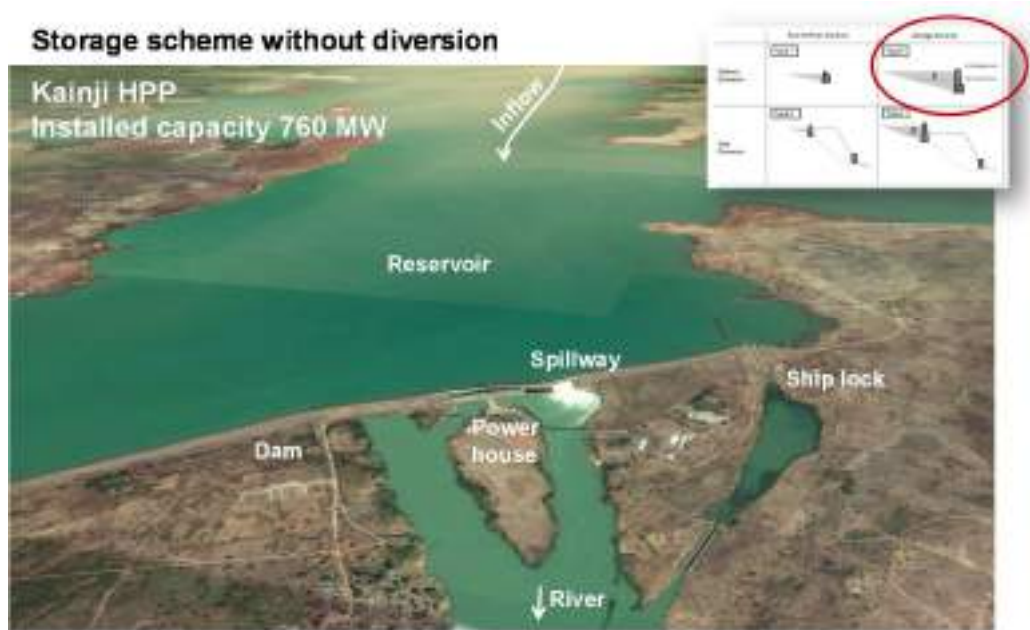 Storage scheme without diversion
Kainji HPP
Installed capacity 760 MW
Inflow
Reservoir
Spillway
Ship lock
Power
house
Dam
River